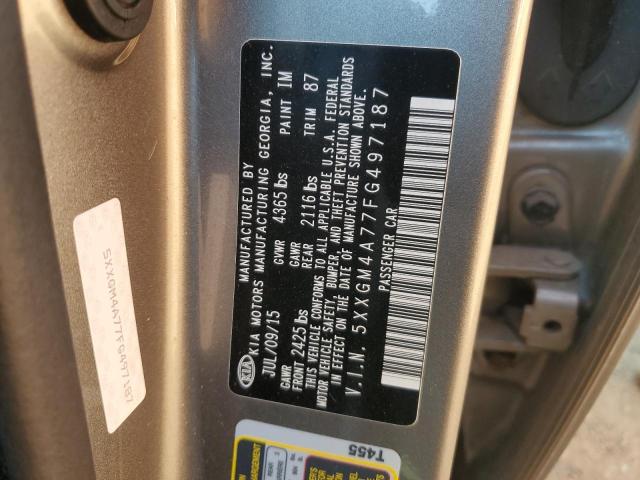 MANUFACTURED BY
KIA MOTORS MANUFACTURING GEORGIA, INC.
JUL/09/15 GVWR 4365 lbs PAINT IM
GAWR FRONT 2425 lbs GAWR REAR 2116 lbs TRIM 87
THIS VEHICLE CONFORMS TO ALL APPLICABLE U.S.A. FEDERAL
MOTOR VEHICLE SAFETY, BUMPER, AND THEFT PREVENTION STANDARDS
IN EFFECT ON THE DATE OF MANUFACTURE SHOWN ABOVE.
V.I.N. 5XXGM4A77FG497187
PASSENGER CAR
KIA
5XXGM4A77FG497187
T455